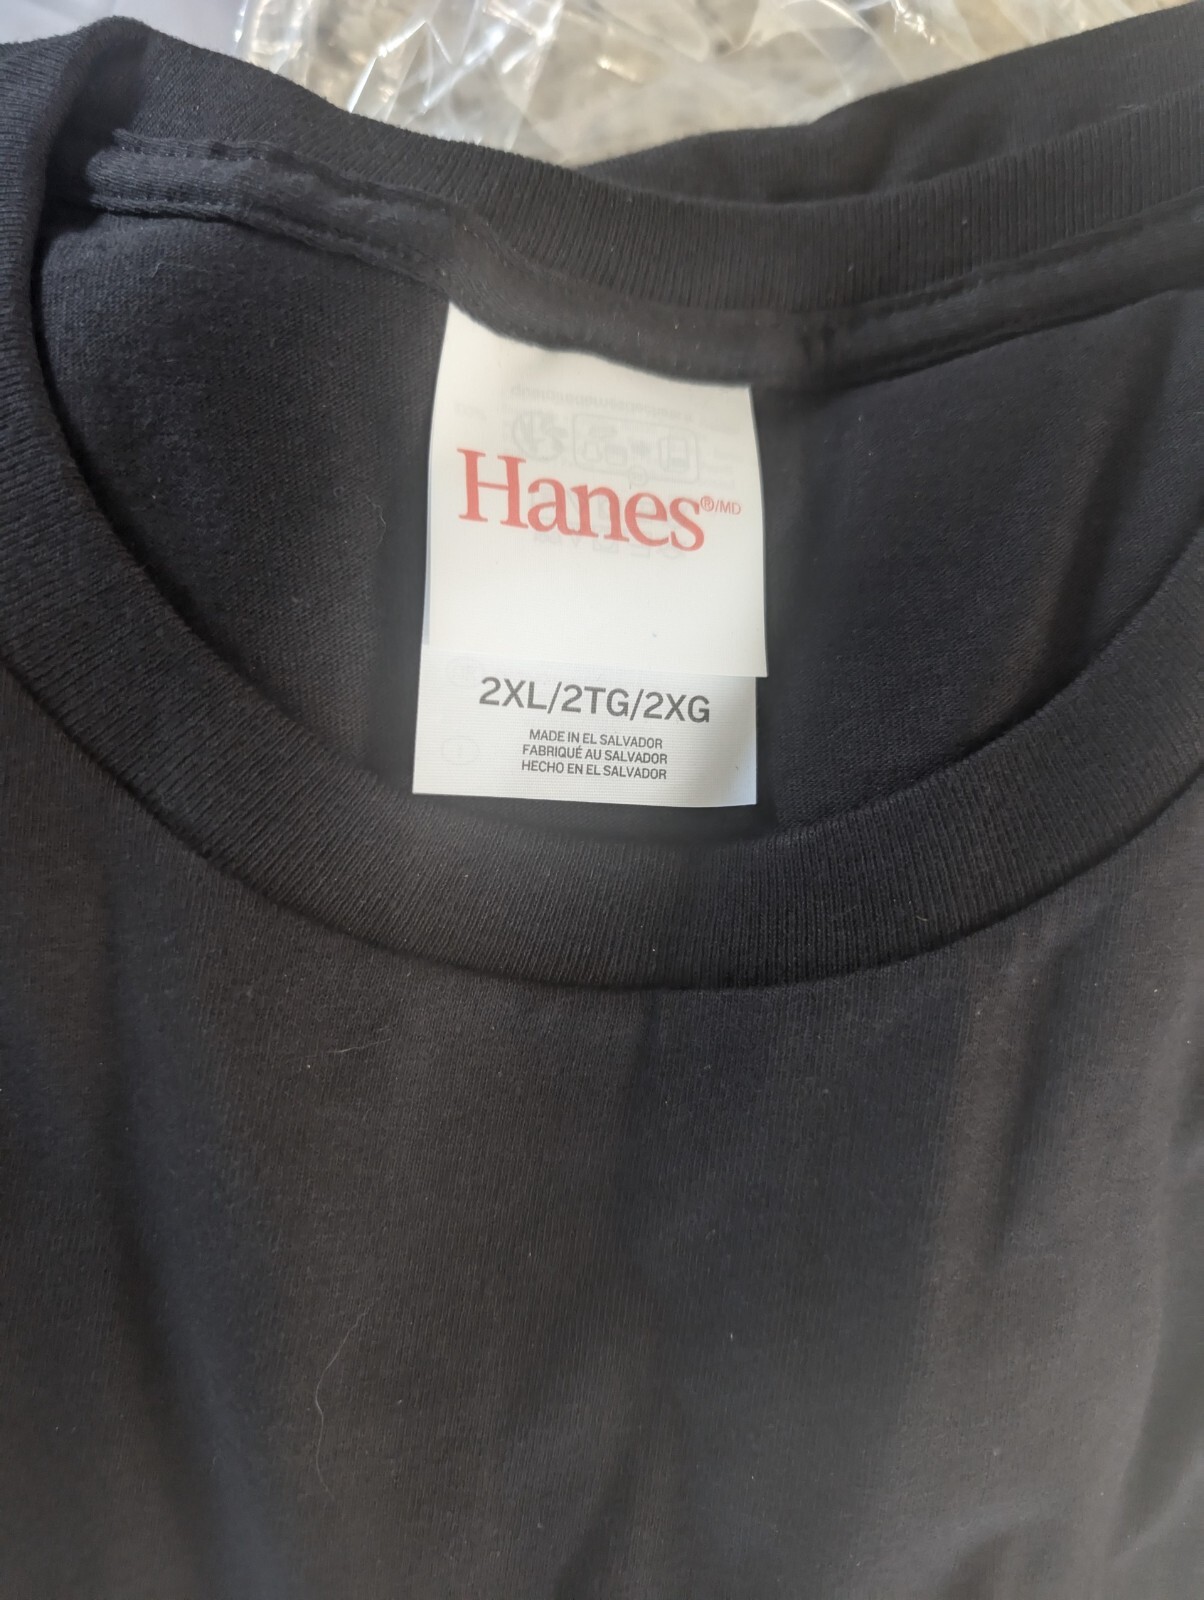 Hanes®/MD
2XL/2TG/2XG
MADE IN EL SALVADOR
FABRIQUÉ AU SALVADOR
HECHO EN EL SALVADOR